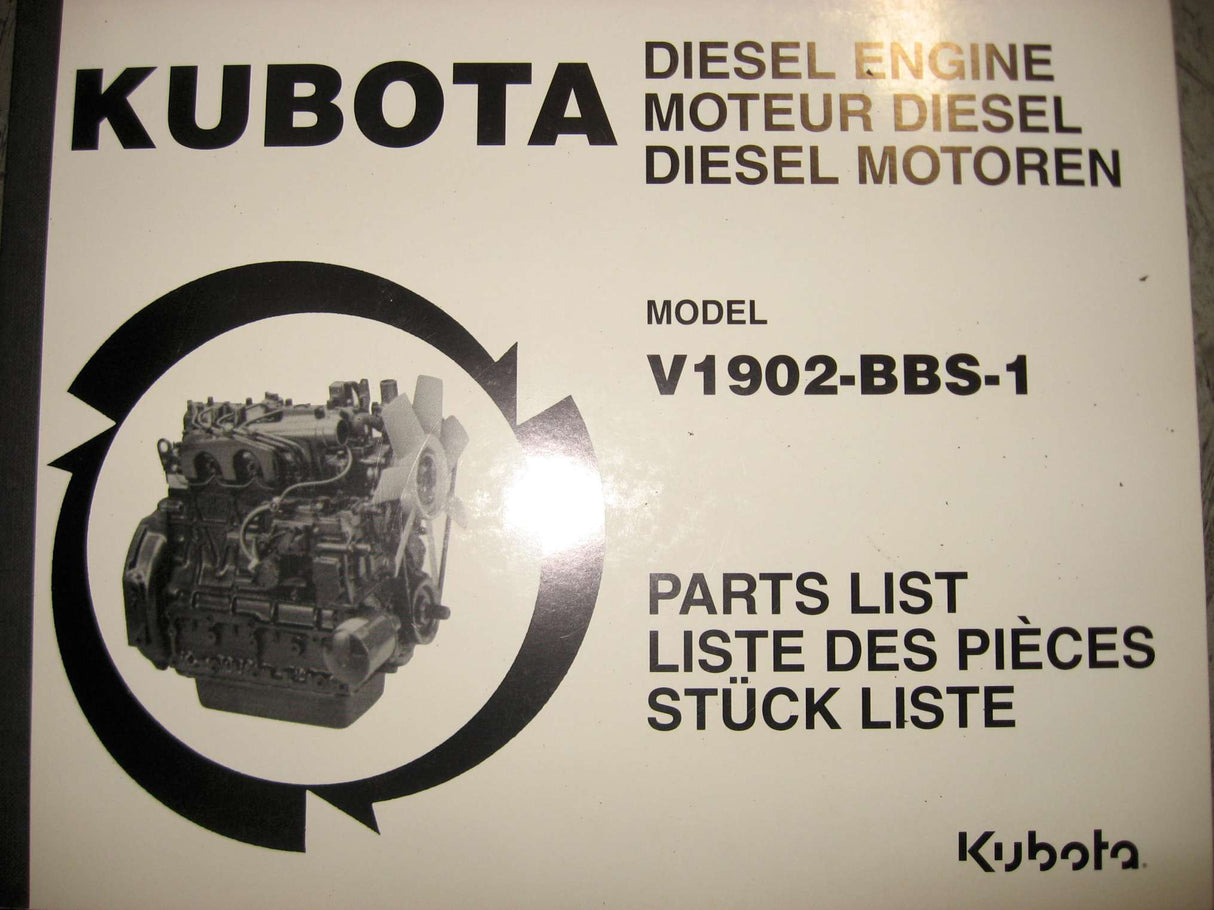 KUBOTA
DIESEL ENGINE
MOTEUR DIESEL
DIESEL MOTOREN
MODEL
V1902-BBS-1
PARTS LIST
LISTE DES PIÈCES
STÜCK LISTE
Kubota.